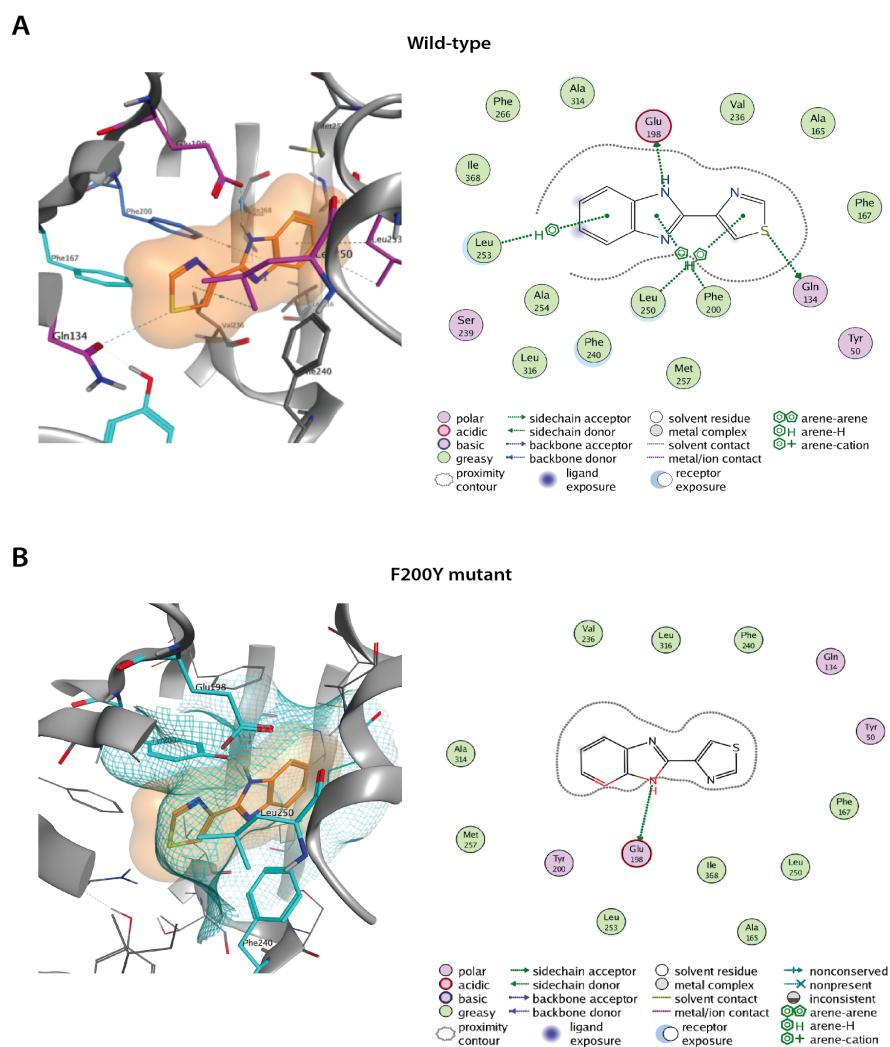 A
Wild-type
Glu198
Phe200
Phe167
Gln134
Val236
Leu253
Phe
266
Ala
314
Glu
198
Val
236
Ala
165
Ile
368
Phe
167
Leu
253
H
H
N
N
N
S
H
Gln
134
Ala
254
Leu
250
Phe
200
Ser
239
Phe
240
Tyr
50
Leu
316
Met
257
polar
acidic
basic
greasy
proximity
contour
sidechain acceptor
sidechain donor
backbone acceptor
backbone donor
ligand
exposure
solvent residue
metal complex
solvent contact
metal/ion contact
receptor
exposure
arene-arene
H arene-H
+ arene-cation
B
F200Y mutant
Glu198
Leu250
Phe240
Val
236
Leu
316
Phe
240
Gln
134
Tyr
50
Ala
314
N
S
N
H
N
Phe
167
Met
257
Tyr
200
Glu
198
Ile
368
Leu
250
Leu
253
Ala
165
polar
acidic
basic
greasy
proximity
contour
sidechain acceptor
sidechain donor
backbone acceptor
backbone donor
ligand
exposure
solvent residue
metal complex
solvent contact
metal/ion contact
receptor
exposure
nonconserved
nonpresent
inconsistent
arene-arene
H arene-H
+ arene-cation